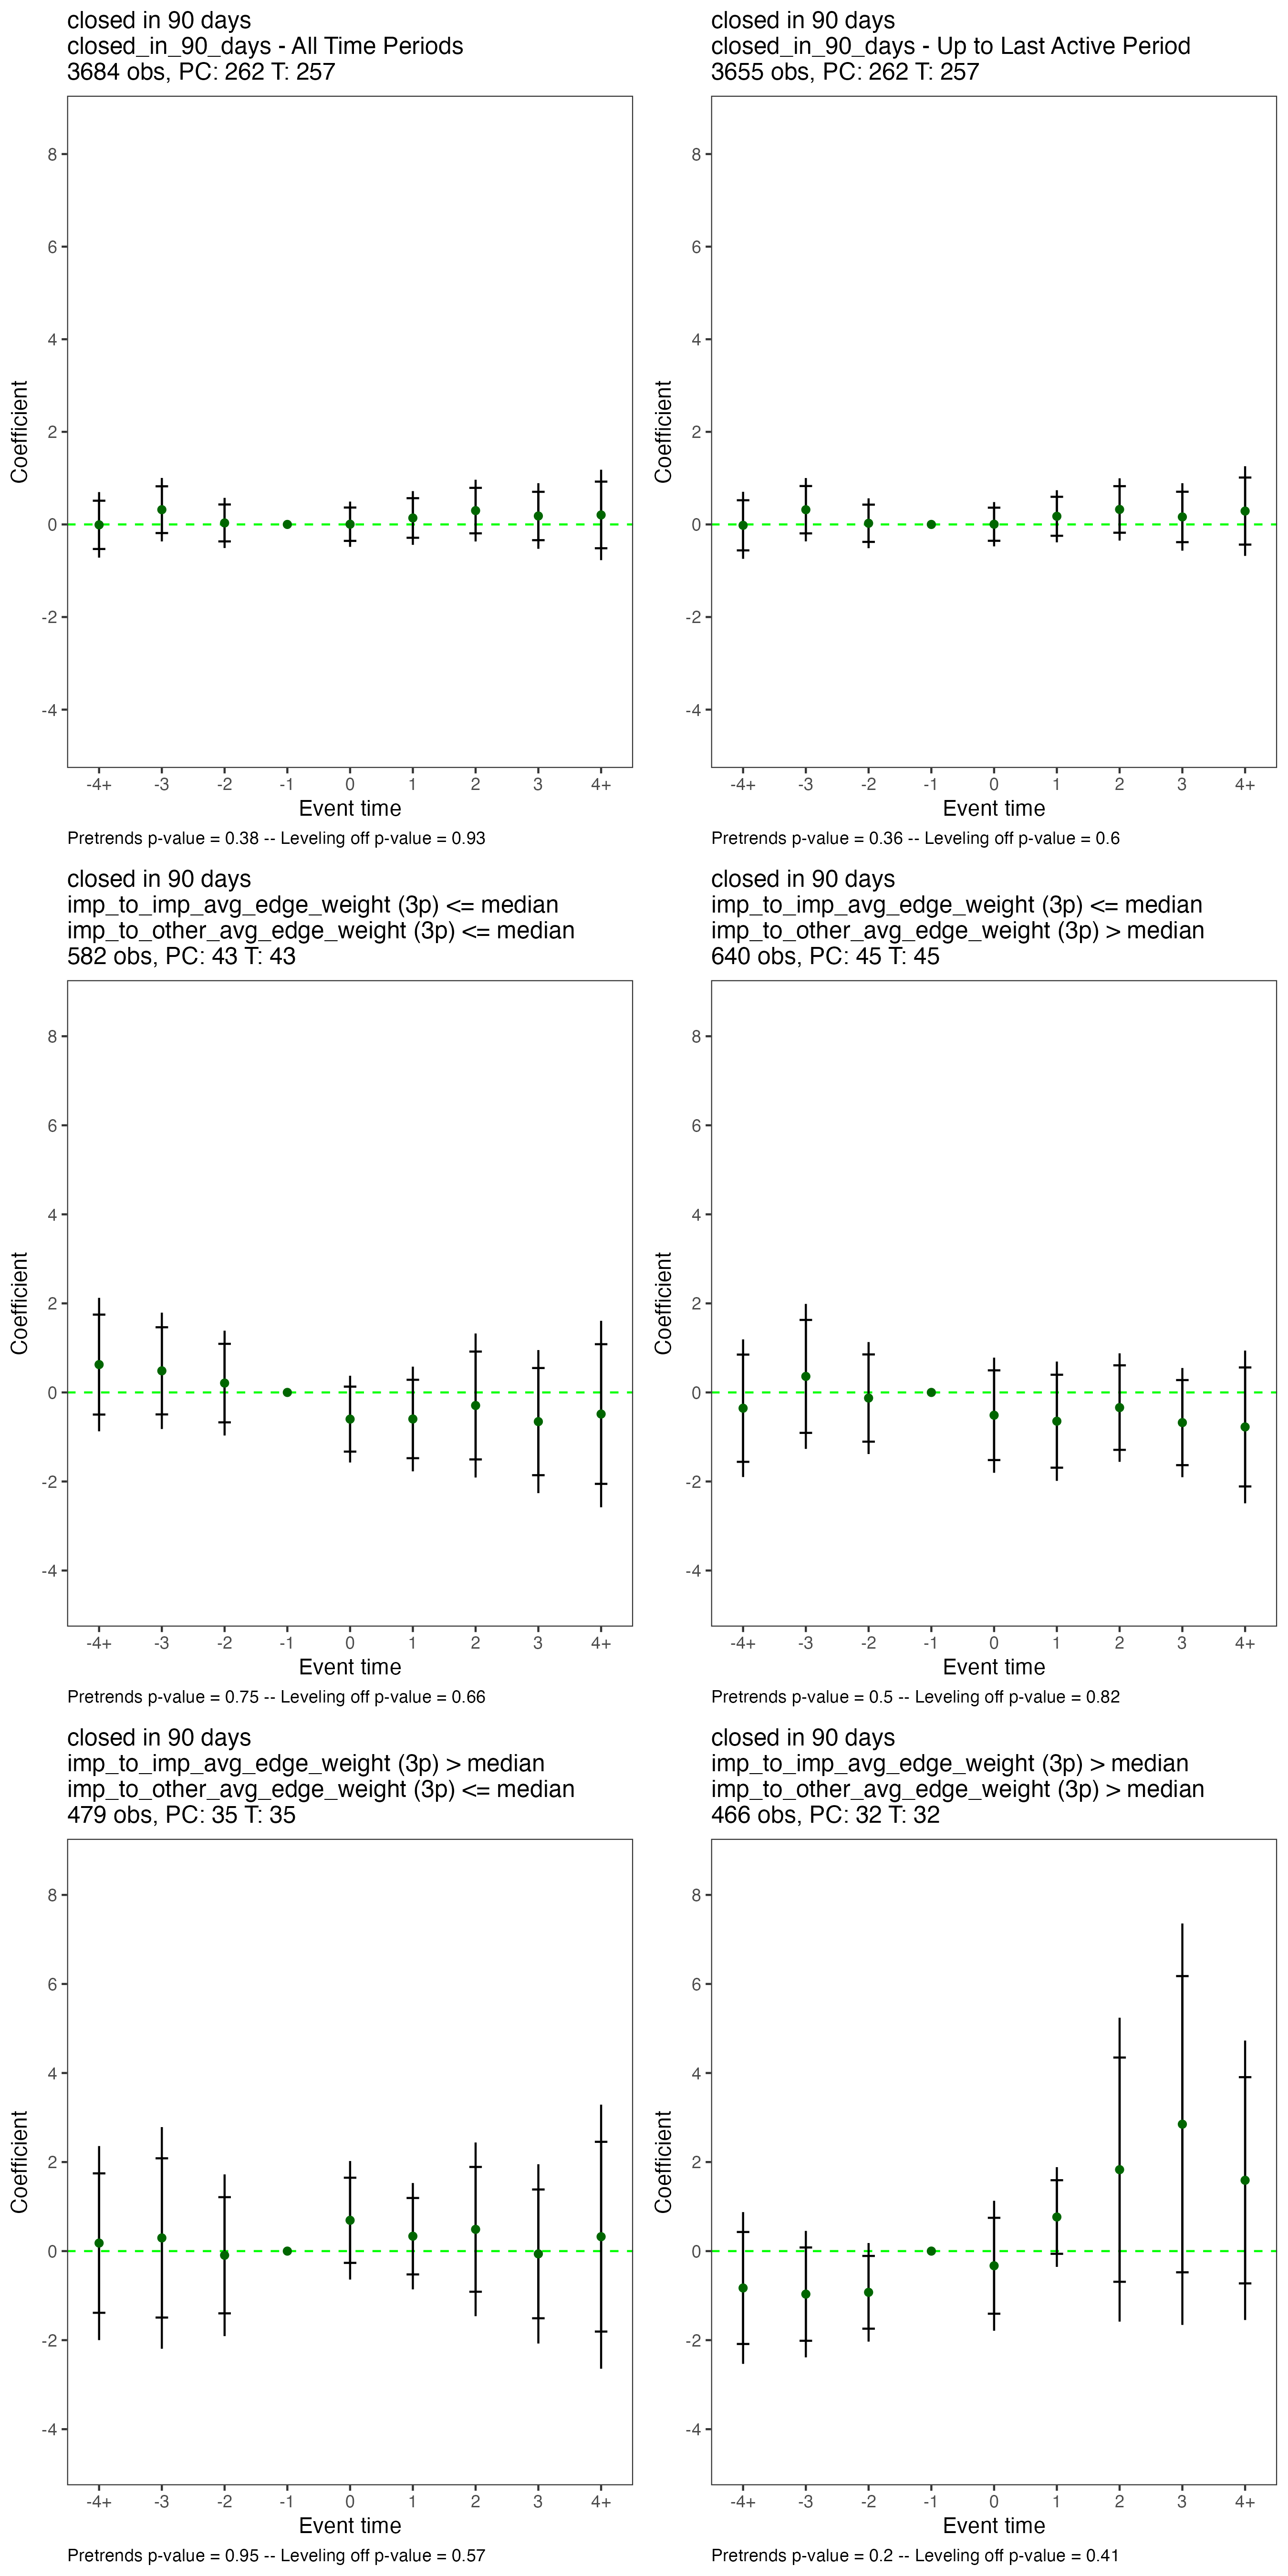 closed in 90 days
closed_in_90_days - All Time Periods
3684 obs, PC: 262 T: 257
8
6
4
2
0
-2
-4
Coefficient
-4+ -3 -2 -1 0 1 2 3 4+
Event time
Pretrends p-value = 0.38 -- Leveling off p-value = 0.93
closed in 90 days
closed_in_90_days - Up to Last Active Period
3655 obs, PC: 262 T: 257
8
6
4
2
0
-2
-4
Coefficient
-4+ -3 -2 -1 0 1 2 3 4+
Event time
Pretrends p-value = 0.36 -- Leveling off p-value = 0.6
closed in 90 days
imp_to_imp_avg_edge_weight (3p) <= median
imp_to_other_avg_edge_weight (3p) <= median
582 obs, PC: 43 T: 43
8
6
4
2
0
-2
-4
Coefficient
-4+ -3 -2 -1 0 1 2 3 4+
Event time
Pretrends p-value = 0.75 -- Leveling off p-value = 0.66
closed in 90 days
imp_to_imp_avg_edge_weight (3p) <= median
imp_to_other_avg_edge_weight (3p) > median
640 obs, PC: 45 T: 45
8
6
4
2
0
-2
-4
Coefficient
-4+ -3 -2 -1 0 1 2 3 4+
Event time
Pretrends p-value = 0.5 -- Leveling off p-value = 0.82
closed in 90 days
imp_to_imp_avg_edge_weight (3p) > median
imp_to_other_avg_edge_weight (3p) <= median
479 obs, PC: 35 T: 35
8
6
4
2
0
-2
-4
Coefficient
-4+ -3 -2 -1 0 1 2 3 4+
Event time
Pretrends p-value = 0.95 -- Leveling off p-value = 0.57
closed in 90 days
imp_to_imp_avg_edge_weight (3p) > median
imp_to_other_avg_edge_weight (3p) > median
466 obs, PC: 32 T: 32
8
6
4
2
0
-2
-4
Coefficient
-4+ -3 -2 -1 0 1 2 3 4+
Event time
Pretrends p-value = 0.2 -- Leveling off p-value = 0.41